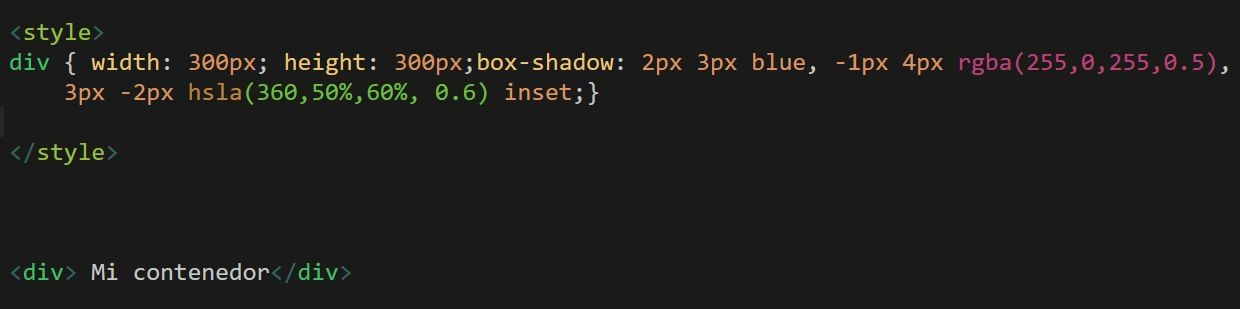 <style>
div { width: 300px; height: 300px;box-shadow: 2px 3px blue, -1px 4px rgba(255,0,255,0.5),
3px -2px hsla(360,50%,60%, 0.6) inset;}
</style>
<div> Mi contenedor</div>